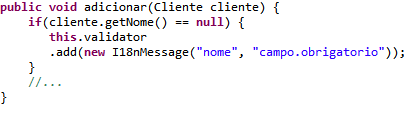 public void adicionar(Cliente cliente) {
    if(cliente.getNome() == null) {
        this.validator
        .add(new I18nMessage("nome", "campo.obrigatorio"));
    }
    //...
}